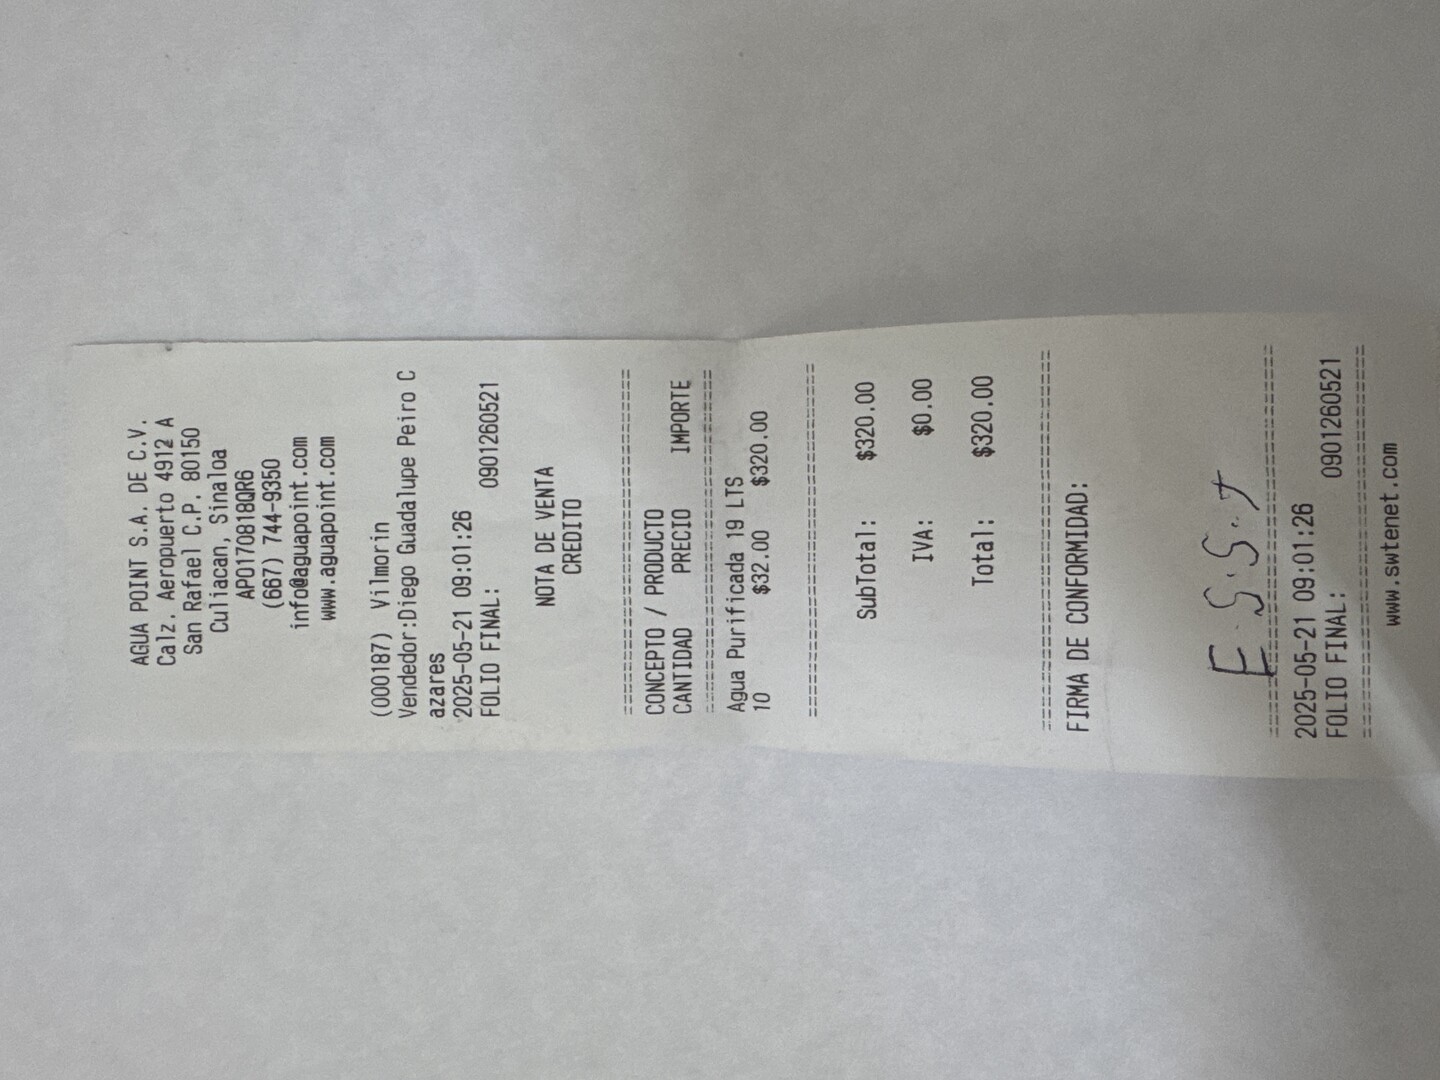 AGUA POINT S.A. DE C.V.
Calz. Aeropuerto 4912 A
San Rafael C.P. 80150
Culiacan, Sinaloa
APO170818QR6
(667) 744-9350
info@aguapoint.com
www.aguapoint.com
(000187) Vilmorin
Vendedor:Diego Guadalupe Peiro C
azares
2025-05-21 09:01:26
FOLIO FINAL: 0901260521
NOTA DE VENTA
CREDITO
================================
CONCEPTO / PRODUCTO
CANTIDAD PRECIO IMPORTE
================================
Agua Purificada 19 LTS
10 $32.00 $320.00
================================
SubTotal: $320.00
IVA: $0.00
Total: $320.00
================================
FIRMA DE CONFORMIDAD:
E.S.S.T
================================
2025-05-21 09:01:26
FOLIO FINAL: 0901260521
================================
www.swtenet.com